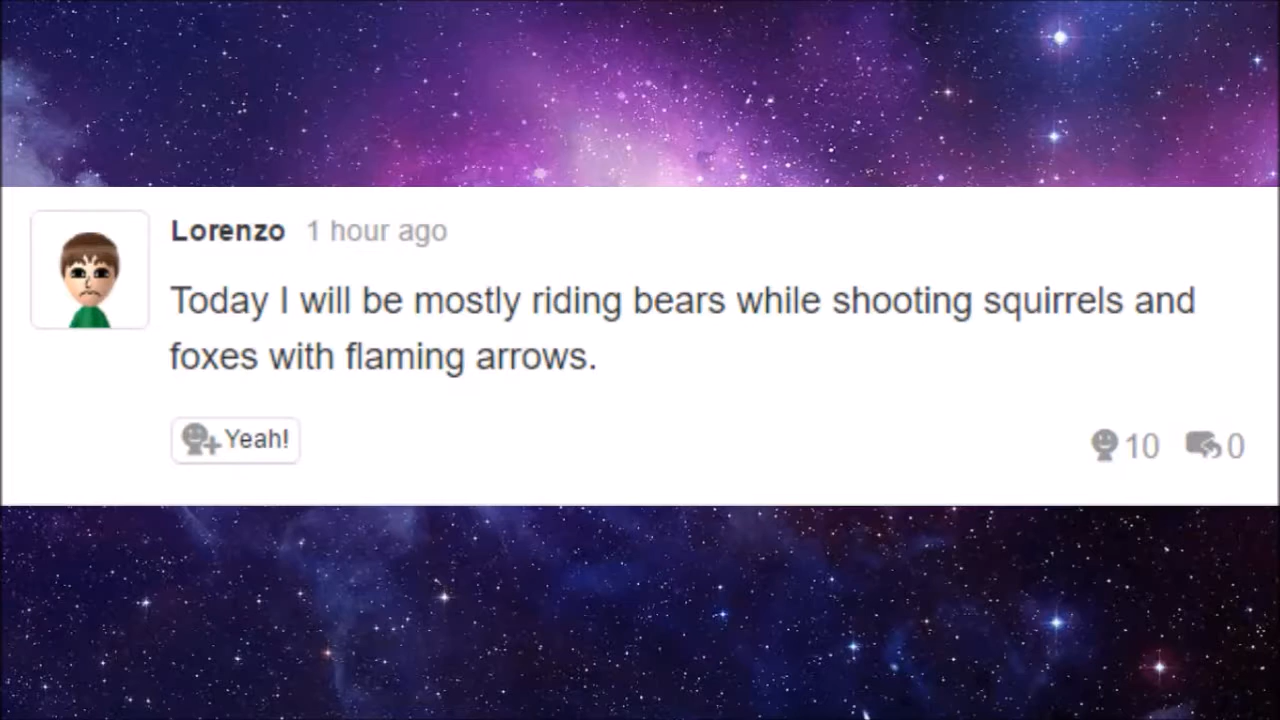 Lorenzo 1 hour ago
Today I will be mostly riding bears while shooting squirrels and
foxes with flaming arrows.
Yeah! 10 0